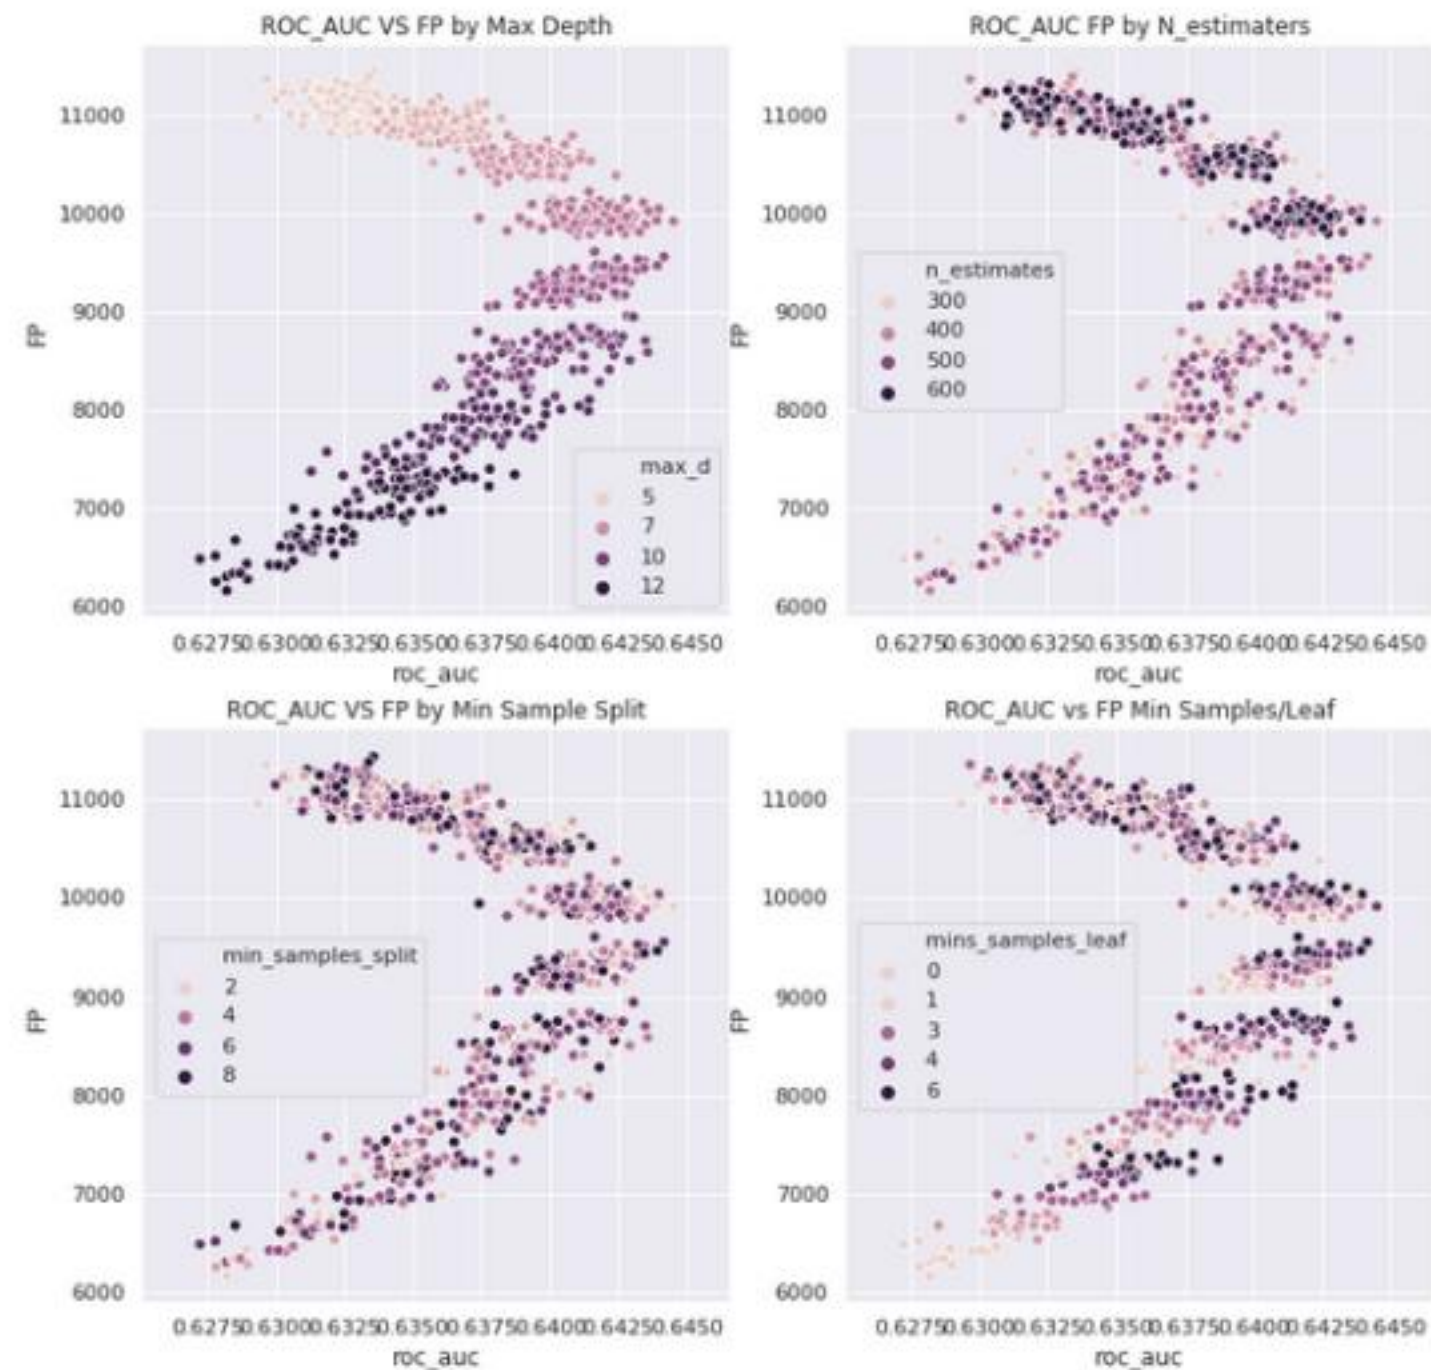 ROC_AUC VS FP by Max Depth
11000
10000
9000
8000
7000
6000
FP
max_d
5
7
10
12
0.6275 0.6300 0.6325 0.6350 0.6375 0.6400 0.6425 0.6450
roc_auc
ROC_AUC FP by N_estimaters
11000
10000
9000
8000
7000
6000
FP
n_estimates
300
400
500
600
0.6275 0.6300 0.6325 0.6350 0.6375 0.6400 0.6425 0.6450
roc_auc
ROC_AUC VS FP by Min Sample Split
11000
10000
9000
8000
7000
6000
FP
min_samples_split
2
4
6
8
0.6275 0.6300 0.6325 0.6350 0.6375 0.6400 0.6425 0.6450
roc_auc
ROC_AUC vs FP Min Samples/Leaf
11000
10000
9000
8000
7000
6000
FP
mins_samples_leaf
0
1
3
4
6
0.6275 0.6300 0.6325 0.6350 0.6375 0.6400 0.6425 0.6450
roc_auc